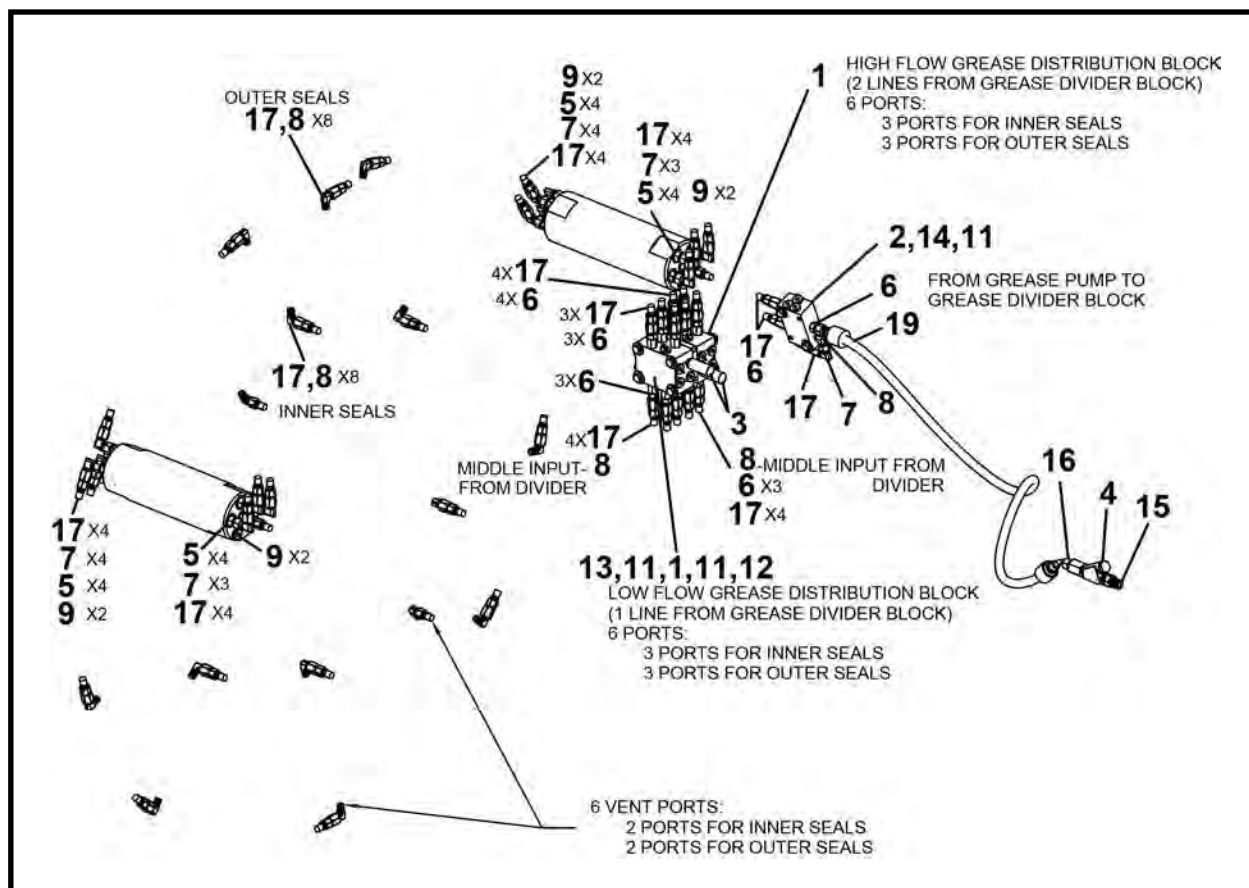 OUTER SEALS
17,8 X8
9 X2
5 X4
7 X4
17 X4
17 X4
7 X3
5 X4 9 X2
1
HIGH FLOW GREASE DISTRIBUTION BLOCK
(2 LINES FROM GREASE DIVIDER BLOCK)
6 PORTS:
3 PORTS FOR INNER SEALS
3 PORTS FOR OUTER SEALS
2,14,11
6
FROM GREASE PUMP TO
GREASE DIVIDER BLOCK
19
4X 17
4X 6
3X 17
3X 6
17
6
17
7
8
17,8 X8
INNER SEALS
3X 6
3
4X 17
MIDDLE INPUT- 8
FROM DIVIDER
8 -MIDDLE INPUT FROM
DIVIDER
6 X3
17 X4
16
4
15
17 X4
7 X4
5 X4
9 X2
5 X4
7 X3
17 X4
9 X2
13,11,1,11,12
LOW FLOW GREASE DISTRIBUTION BLOCK
(1 LINE FROM GREASE DIVIDER BLOCK)
6 PORTS:
3 PORTS FOR INNER SEALS
3 PORTS FOR OUTER SEALS
6 VENT PORTS:
2 PORTS FOR INNER SEALS
2 PORTS FOR OUTER SEALS